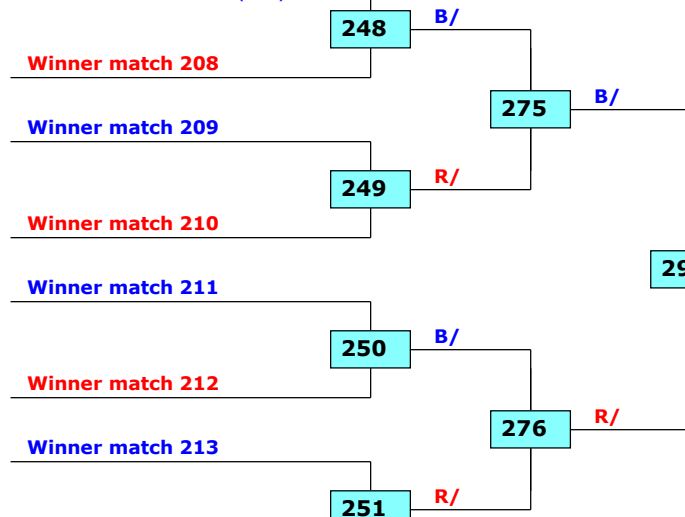 B/
248
Winner match 208
B/
275
Winner match 209
R/
249
Winner match 210
Winner match 211
B/
250
Winner match 212
R/
276
Winner match 213
R/
251